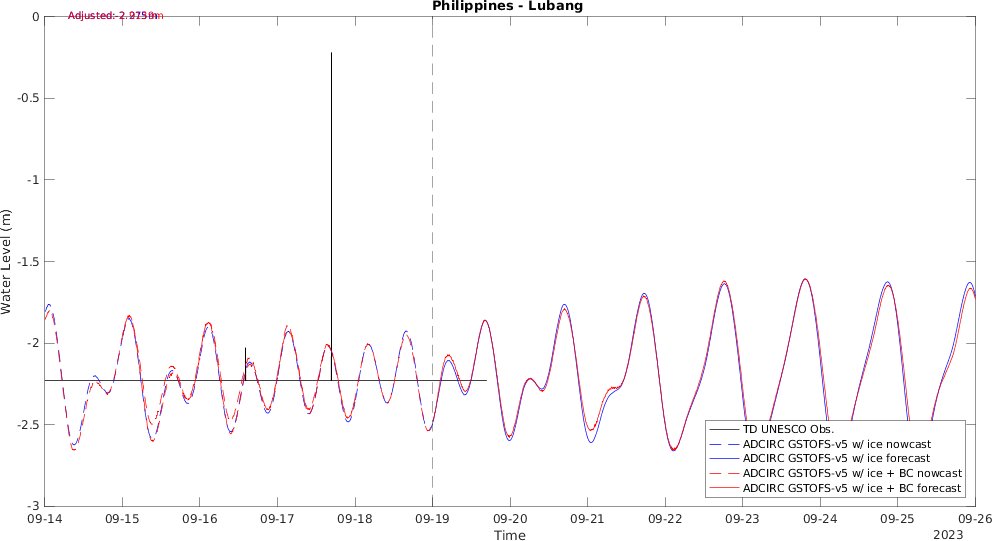 Philippines - Lubang
Adjusted:
0
-0.5
-1
-1.5
-2
-2.5
-3
Water Level (m)
TD UNESCO Obs.
ADCIRC GSTOFS-v5 w/ ice nowcast
ADCIRC GSTOFS-v5 w/ ice forecast
ADCIRC GSTOFS-v5 w/ ice + BC nowcast
ADCIRC GSTOFS-v5 w/ ice + BC forecast
09-14 09-15 09-16 09-17 09-18 09-19 09-20 09-21 09-22 09-23 09-24 09-25 09-26
Time
2023